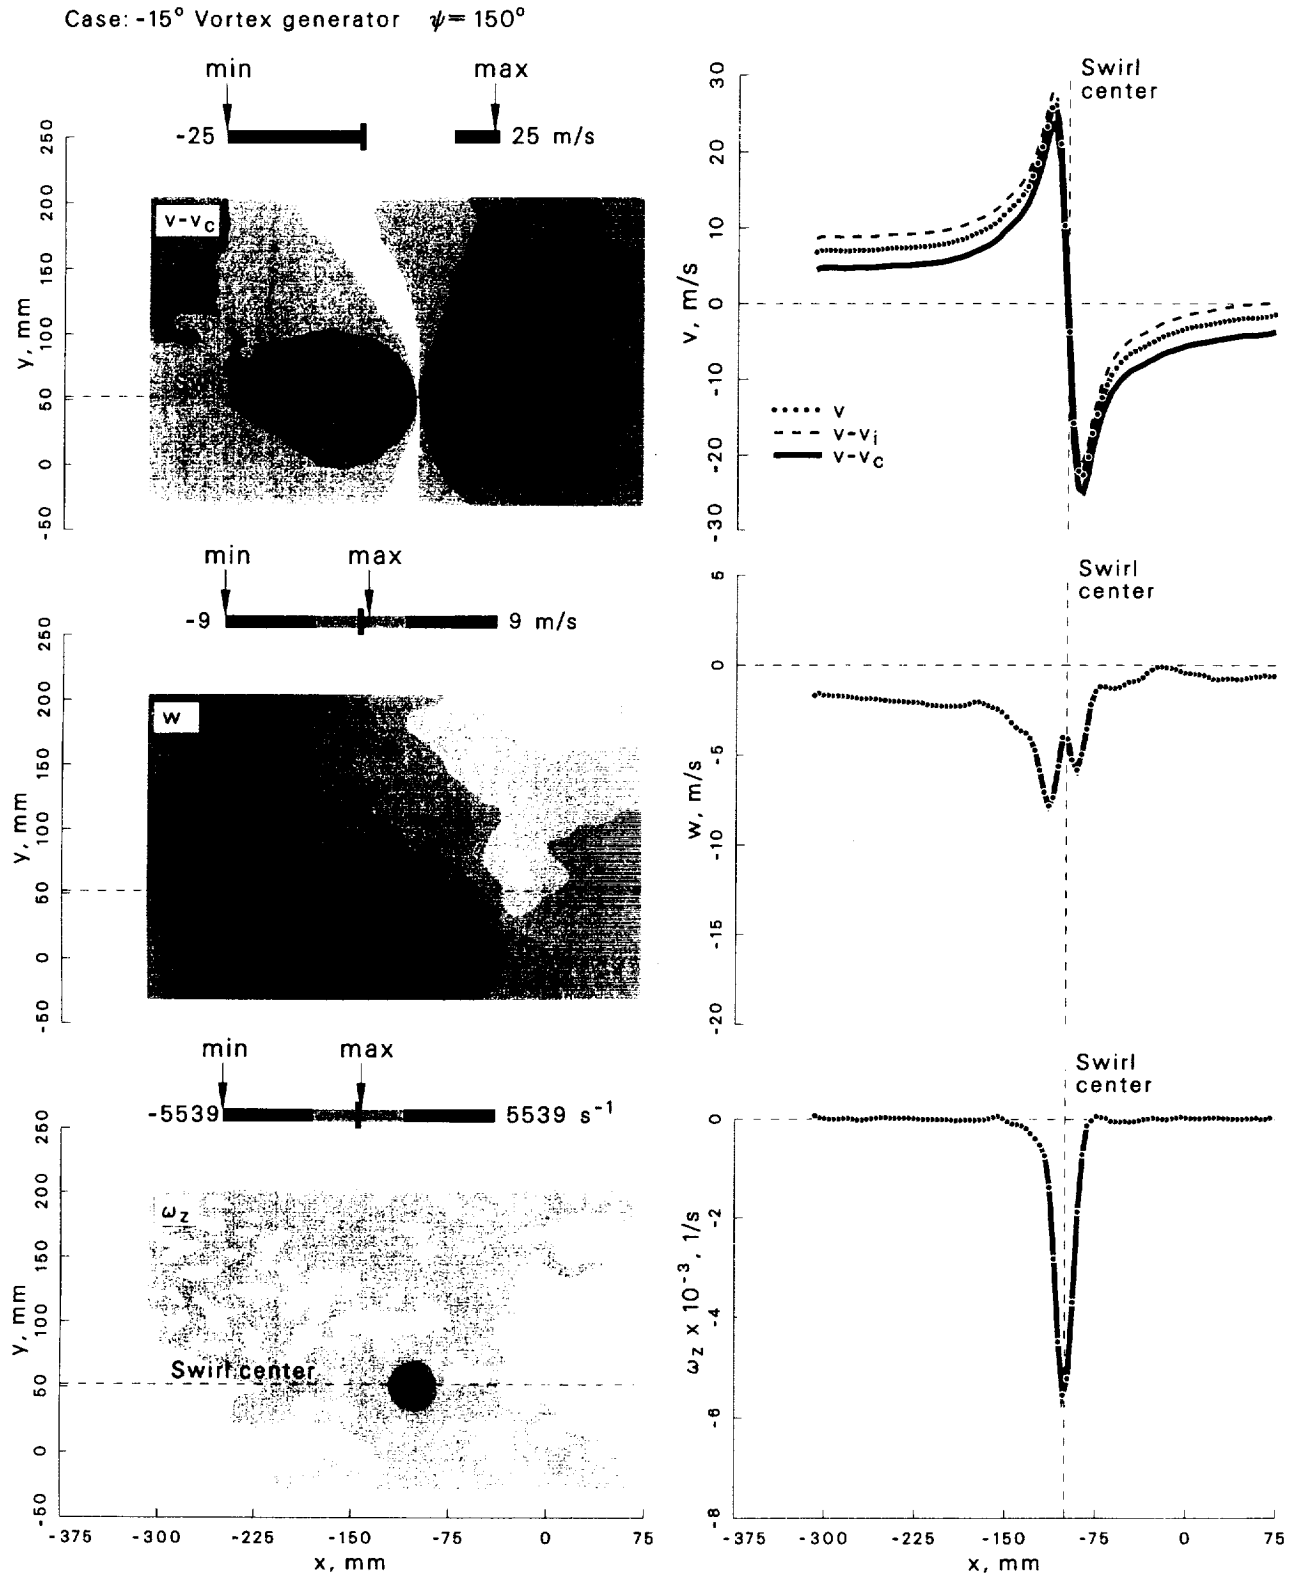 Case: -15° Vortex generator ψ= 150°
min
max
-25
25 m/s
250
200
150
100
50
0
-50
y, mm
v-v_c
min
max
-9
9 m/s
250
200
150
100
50
0
-50
y, mm
w
min
max
-5539
5539 s⁻¹
250
200
150
100
50
0
-50
y, mm
ω_z
Swirl center
-375
-300
-225
-150
-75
0
75
x, mm
30
20
10
0
-10
-20
-30
v, m/s
Swirl
center
v
v-v_i
v-v_c
5
0
-5
-10
-15
-20
w, m/s
Swirl
center
0
-2
-4
-6
-8
ω_z x 10⁻³, 1/s
Swirl
center
-375
-300
-225
-150
-75
0
75
x, mm